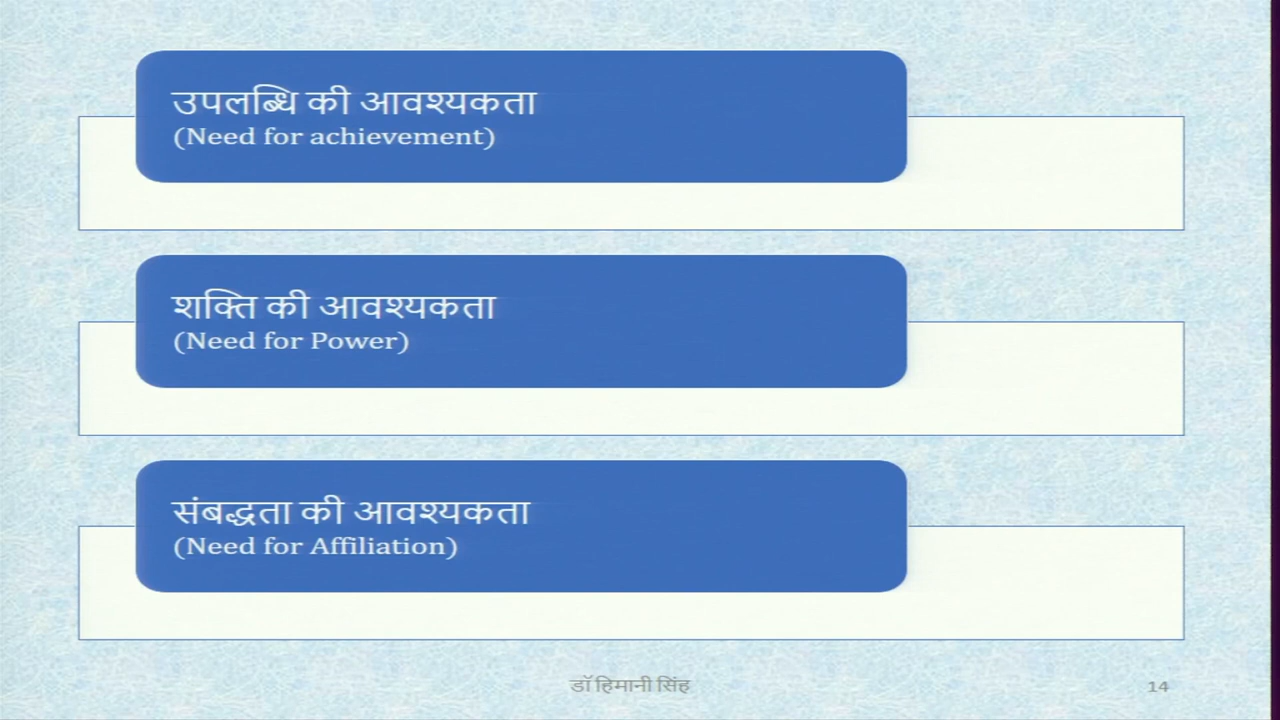 उपलब्धि की आवश्यकता
(Need for achievement)
शक्ति की आवश्यकता
(Need for Power)
संबद्धता की आवश्यकता
(Need for Affiliation)
डॉ हिमानी सिंह
14